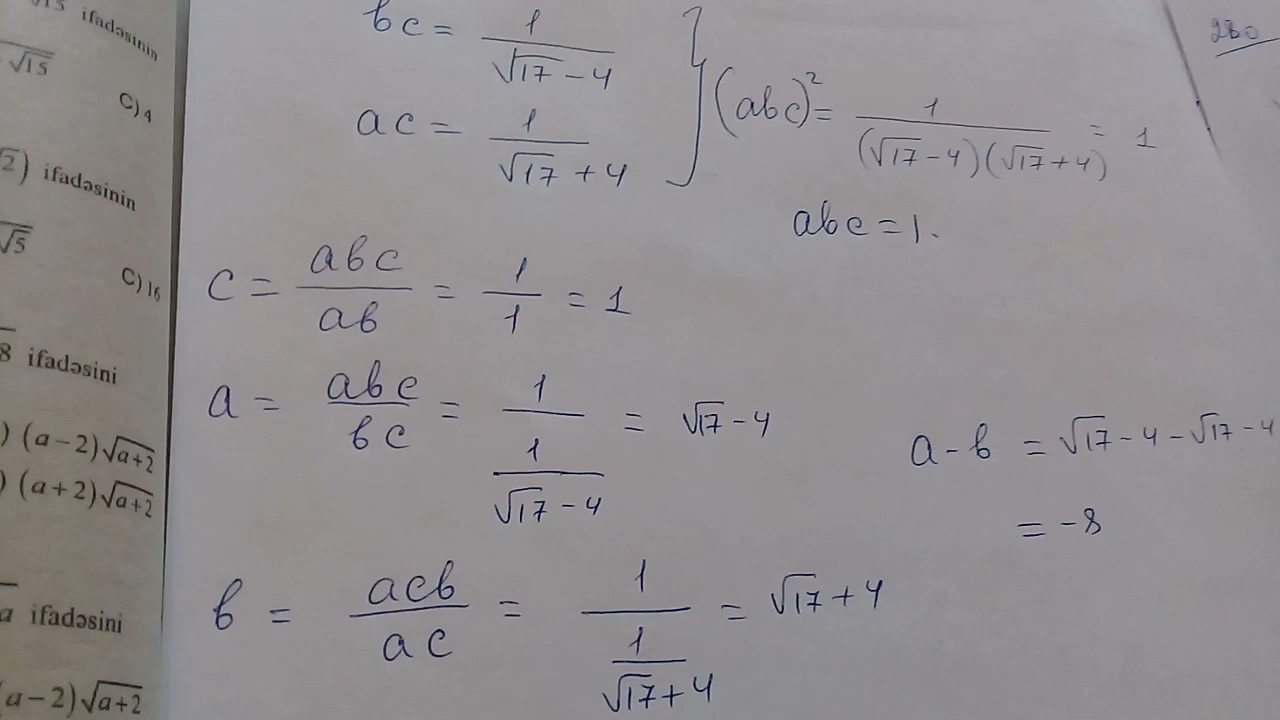 √15 ifadəsinin
√15
C) 4
√2) ifadəsinin
√5
C) 16
8 ifadəsini
) (a−2)√a+2
) (a+2)√a+2
a ifadəsini
(a−2)√a+2
280
bc = 1/(√17 − 4)
ac = 1/(√17 + 4)
(abc)² = 1/((√17 − 4)(√17 + 4)) = 1
abc = 1.
c = abc/ab = 1/1 = 1
a = abc/bc = 1/(1/(√17 − 4)) = √17 − 4
a − b = √17 − 4 − √17 − 4
= −8
b = acb/ac = 1/(1/(√17 + 4)) = √17 + 4